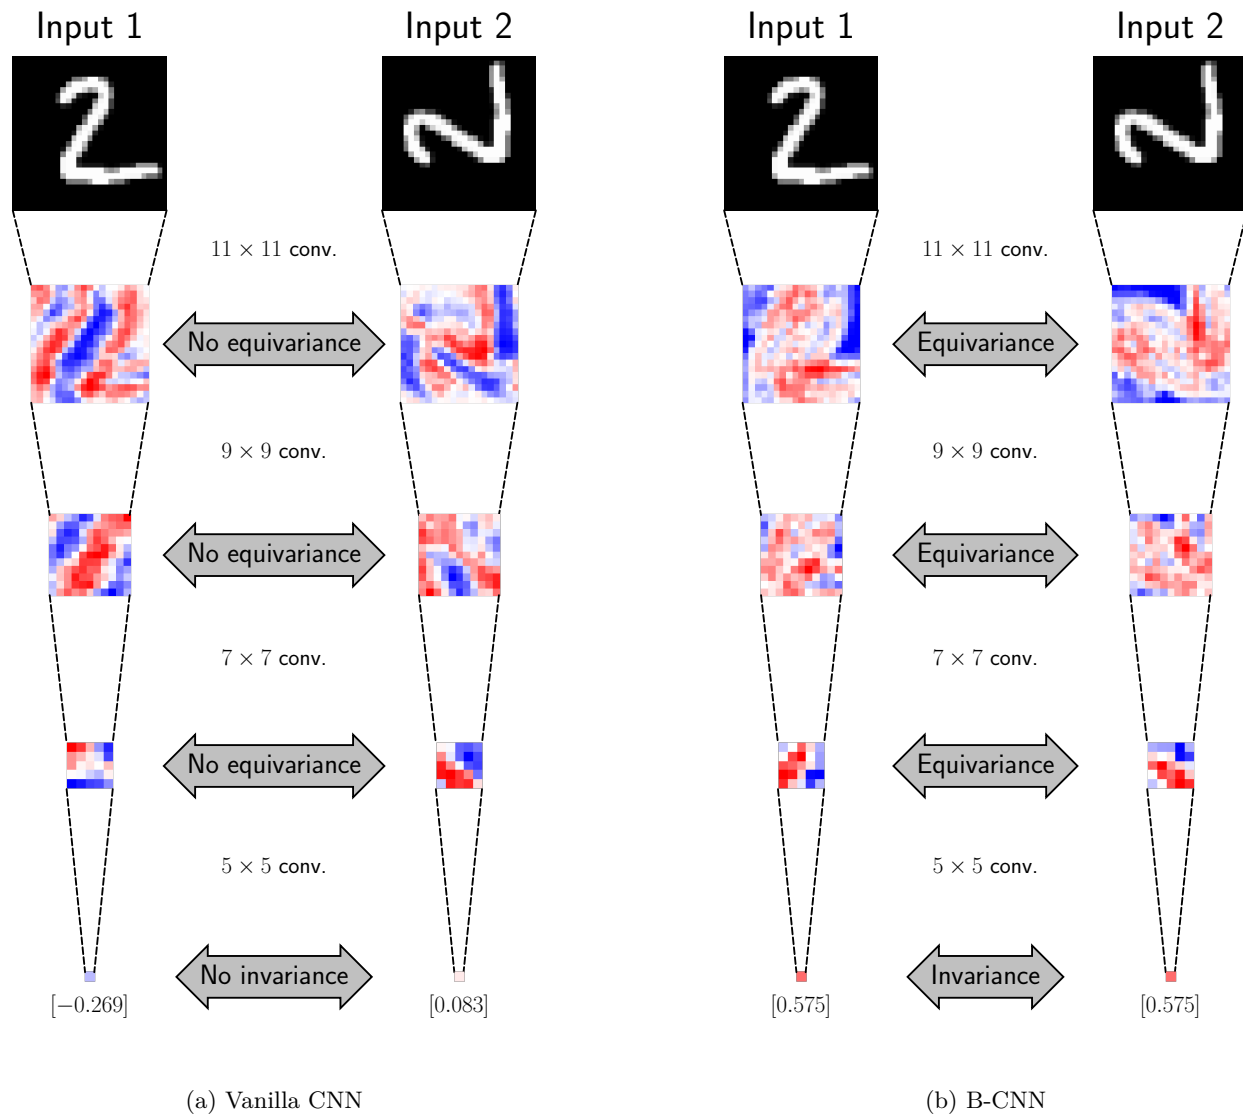 Input 1
Input 2
11 × 11 conv.
No equivariance
9 × 9 conv.
No equivariance
7 × 7 conv.
No equivariance
5 × 5 conv.
No invariance
[−0.269]
[0.083]
(a) Vanilla CNN
Input 1
Input 2
11 × 11 conv.
Equivariance
9 × 9 conv.
Equivariance
7 × 7 conv.
Equivariance
5 × 5 conv.
Invariance
[0.575]
[0.575]
(b) B-CNN